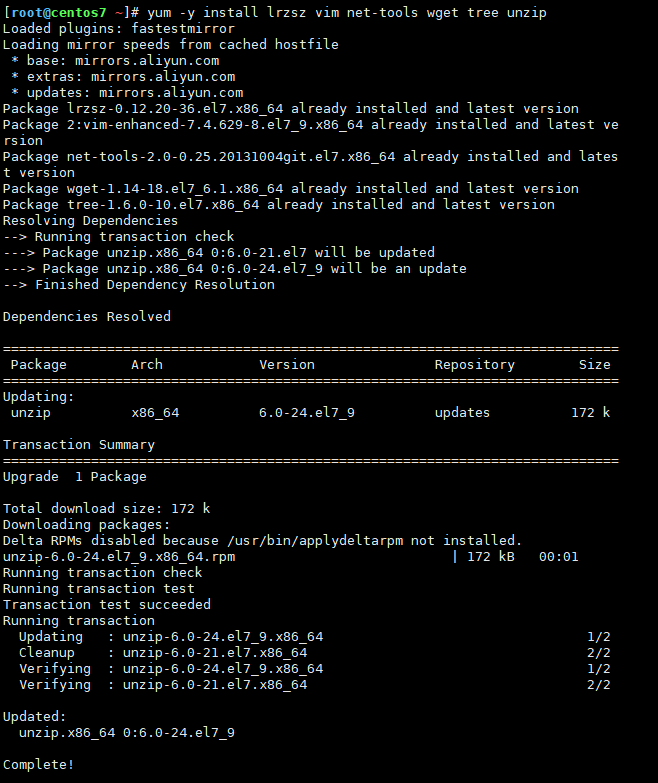 [root@centos7 ~]# yum -y install lrzsz vim net-tools wget tree unzip
Loaded plugins: fastestmirror
Loading mirror speeds from cached hostfile
 * base: mirrors.aliyun.com
 * extras: mirrors.aliyun.com
 * updates: mirrors.aliyun.com
Package lrzsz-0.12.20-36.el7.x86_64 already installed and latest version
Package 2:vim-enhanced-7.4.629-8.el7_9.x86_64 already installed and latest ve
rsion
Package net-tools-2.0-0.25.20131004git.el7.x86_64 already installed and lates
t version
Package wget-1.14-18.el7_6.1.x86_64 already installed and latest version
Package tree-1.6.0-10.el7.x86_64 already installed and latest version
Resolving Dependencies
--> Running transaction check
---> Package unzip.x86_64 0:6.0-21.el7 will be updated
---> Package unzip.x86_64 0:6.0-24.el7_9 will be an update
--> Finished Dependency Resolution

Dependencies Resolved

=============================================================================
 Package        Arch            Version               Repository        Size
=============================================================================
Updating:
 unzip          x86_64          6.0-24.el7_9          updates          172 k

Transaction Summary
=============================================================================
Upgrade  1 Package

Total download size: 172 k
Downloading packages:
Delta RPMs disabled because /usr/bin/applydeltarpm not installed.
unzip-6.0-24.el7_9.x86_64.rpm                           | 172 kB   00:01
Running transaction check
Running transaction test
Transaction test succeeded
Running transaction
  Updating   : unzip-6.0-24.el7_9.x86_64                                 1/2
  Cleanup    : unzip-6.0-21.el7.x86_64                                   2/2
  Verifying  : unzip-6.0-24.el7_9.x86_64                                 1/2
  Verifying  : unzip-6.0-21.el7.x86_64                                   2/2

Updated:
  unzip.x86_64 0:6.0-24.el7_9

Complete!